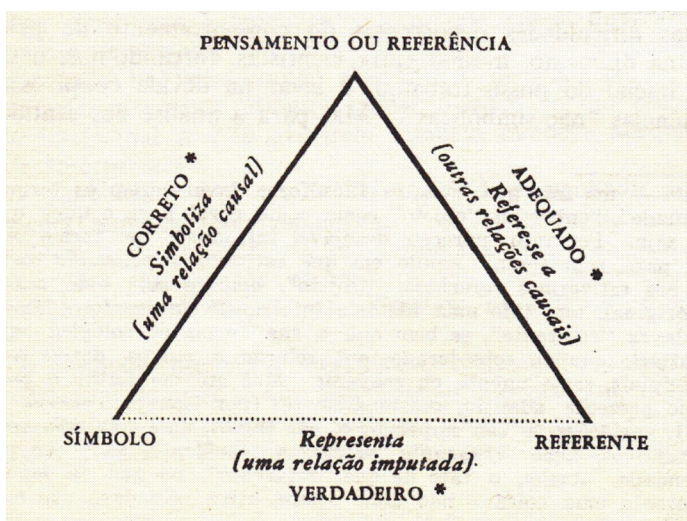 PENSAMENTO OU REFERÊNCIA
CORRETO *
Simboliza
(uma relação causal)
ADEQUADO *
Refere-se a
(outras relações causais)
SÍMBOLO
Representa
(uma relação imputada)
VERDADEIRO *
REFERENTE